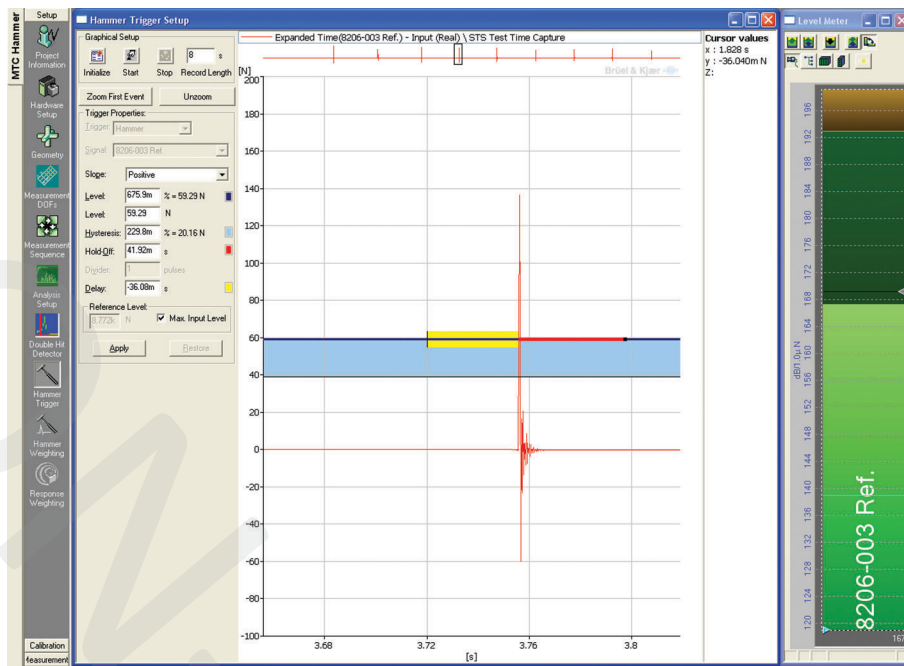 MTC Hammer
Setup
Project
Information
Hardware
Setup
Geometry
Measurement
DOFs
Measurement
Sequence
Analysis
Setup
Double Hit
Detector
Hammer
Trigger
Hammer
Weighting
Response
Weighting
Calibration
Hammer Trigger Setup
Graphical Setup
8 s
Initialize Start Stop Record Length
Zoom First Event Unzoom
Trigger Properties:
Trigger: Hammer
Signal: 8206-003 Ref.
Slope: Positive
Level: 675.9m % = 59.29 N
Level: 59.29 N
Hysteresis: 229.8m % = 20.16 N
Hold-Off: 41.92m s
Divider: 1 pulses
Delay: -36.08m s
Reference Level:
8.772k N Max. Input Level
Apply Restore
Expanded Time(8206-003 Ref.) - Input (Real) \ STS Test Time Capture
Brüel & Kjær
[N]
200
180
160
140
120
100
80
60
40
20
0
-20
-40
-60
-80
-100
3.68 3.72 3.76 3.8
[s]
Cursor values
x : 1.828 s
y : -36.040m N
Z:
Level Meter
dB/1.0µ N
196
192
188
184
180
176
172
168
164
160
156
152
148
144
140
136
132
128
124
120
8206-003 Ref.
167